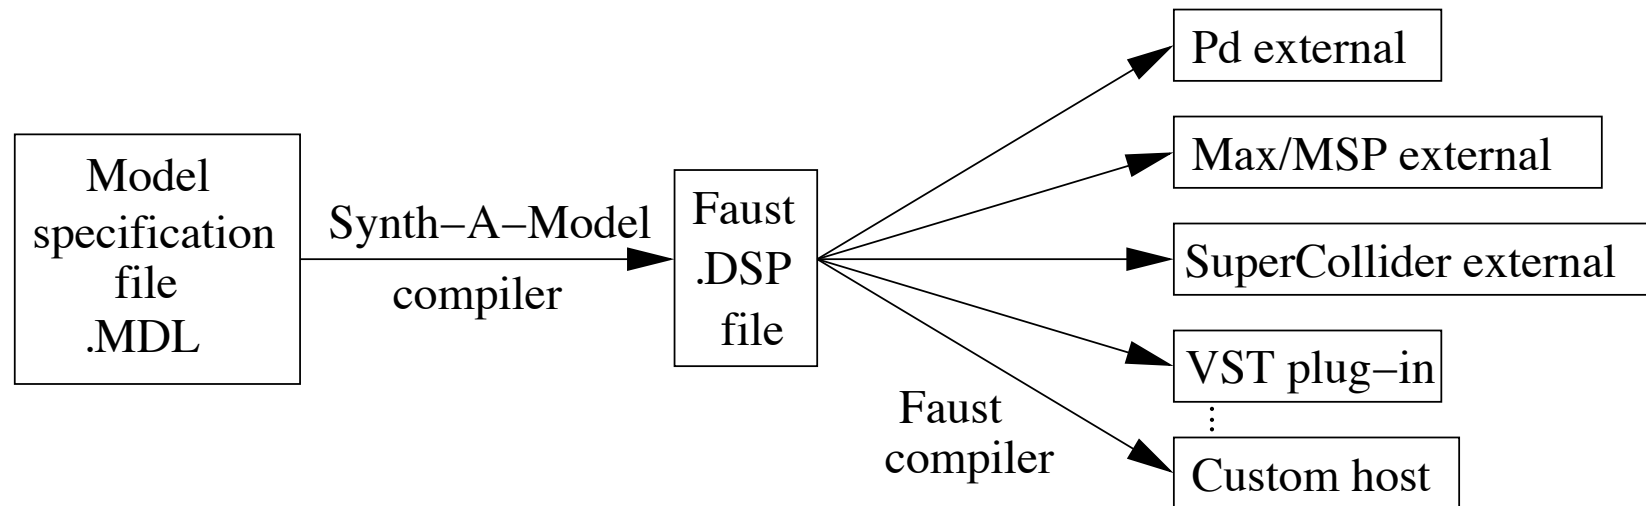 Model
specification
file
.MDL
Synth−A−Model
compiler
Faust
.DSP
file
Faust
compiler
Pd external
Max/MSP external
SuperCollider external
VST plug−in
Custom host